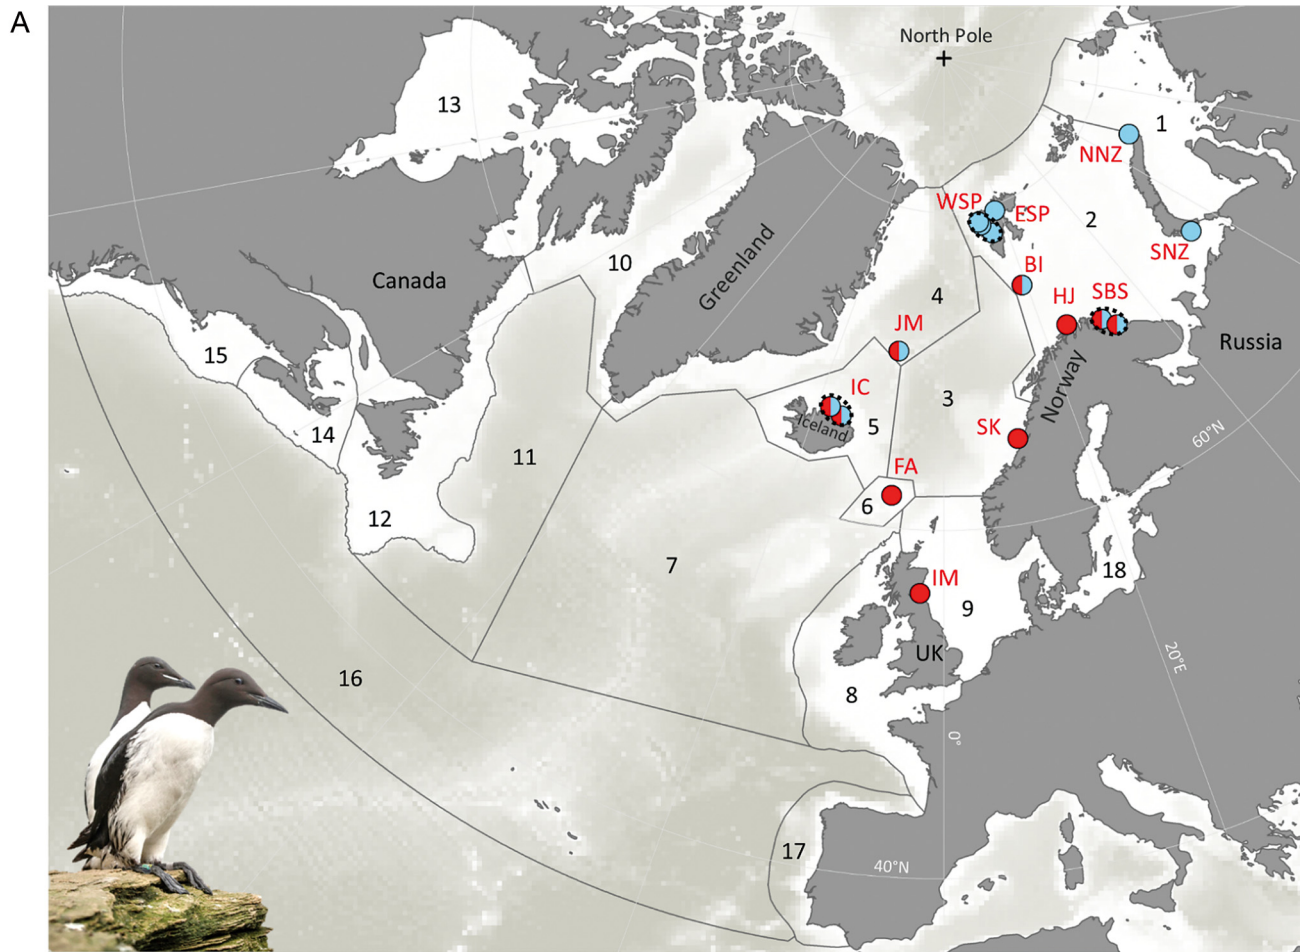 A
North Pole
13
1
NNZ
WSP
ESP
2
SNZ
10
Canada
Greenland
BI
4
HJ
SBS
JM
Russia
15
IC
3
Norway
Iceland
5
SK
14
60°N
11
FA
6
12
7
18
IM
9
UK
20°E
16
8
0°
17
40°N